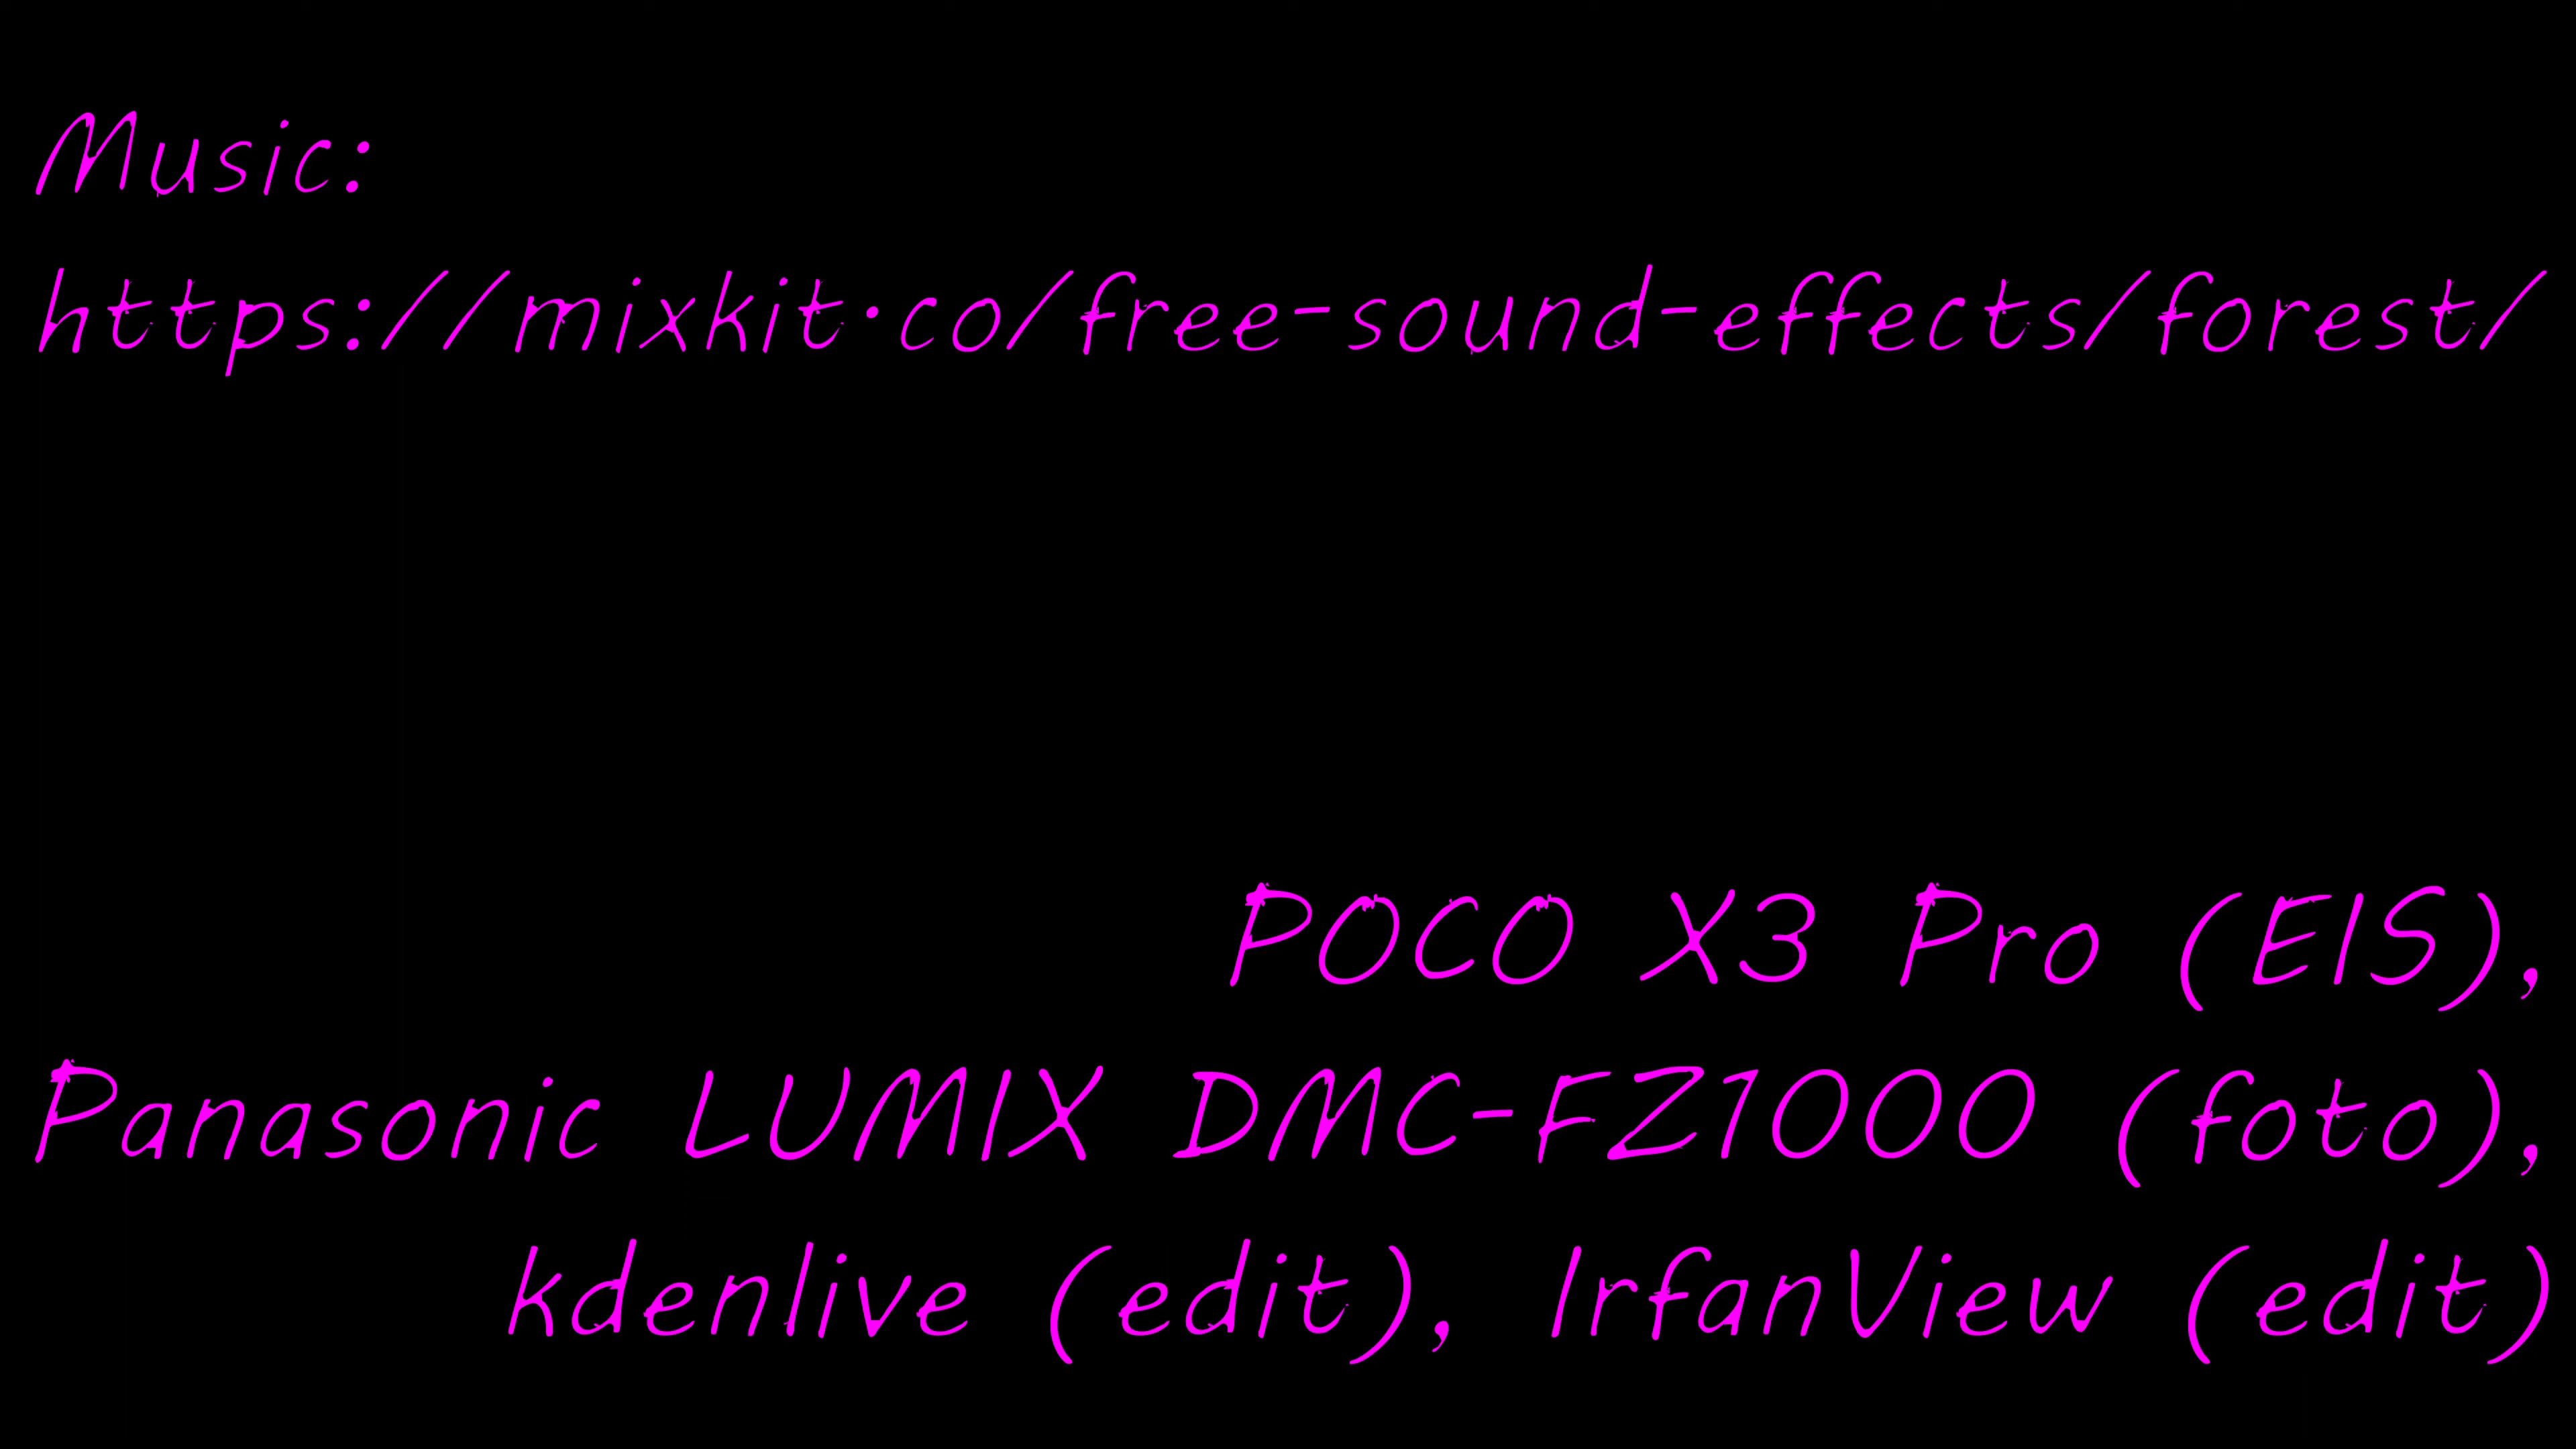 Music:
https://mixkit.co/free-sound-effects/forest/
POCO X3 Pro (EIS),
Panasonic LUMIX DMC-FZ1000 (foto),
kdenlive (edit), IrfanView (edit)